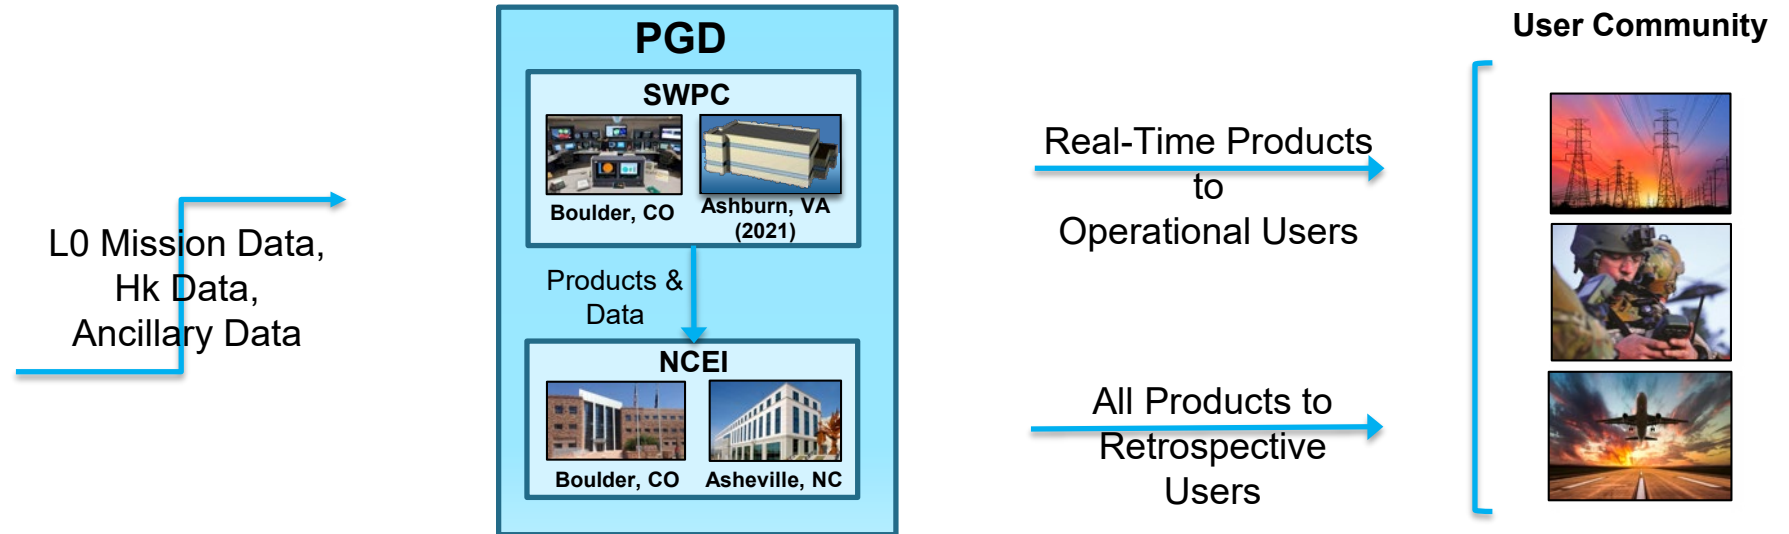 L0 Mission Data,
Hk Data,
Ancillary Data
PGD
SWPC
Boulder, CO
Ashburn, VA
(2021)
Products &
Data
NCEI
Boulder, CO
Asheville, NC
Real-Time Products
to
Operational Users
All Products to
Retrospective
Users
User Community